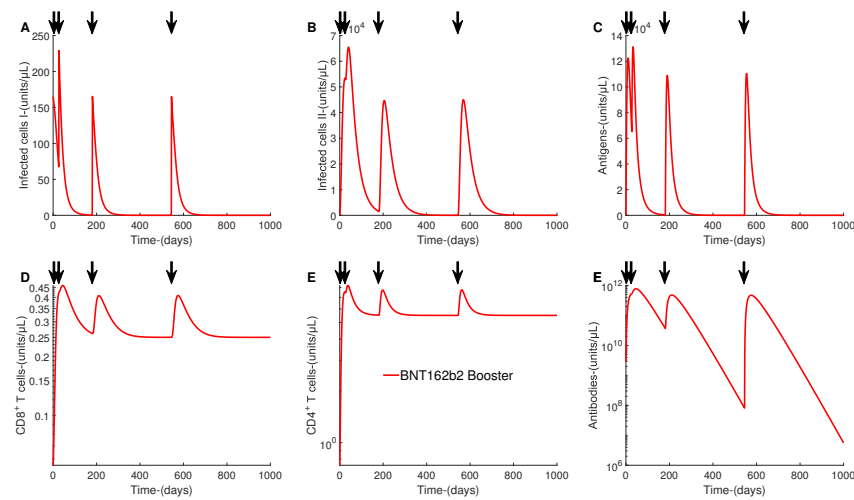 A
Infected cells I-(units/μL)
250
200
150
100
50
0
0 200 400 600 800 1000
Time-(days)
B
×10⁴
Infected cells II-(units/μL)
7
6
5
4
3
2
1
0
0 200 400 600 800 1000
Time-(days)
C
×10⁴
Antigens-(units/μL)
14
12
10
8
6
4
2
0
0 200 400 600 800 1000
Time-(days)
D
CD8⁺ T cells-(units/μL)
0.45
0.4
0.35
0.3
0.25
0.15
0.1
0 200 400 600 800 1000
Time-(days)
E
CD4⁺ T cells-(units/μL)
10⁰
BNT162b2 Booster
0 200 400 600 800 1000
Time-(days)
E
Antibodies-(units/μL)
10¹²
10¹⁰
10⁸
10⁶
0 200 400 600 800 1000
Time-(days)